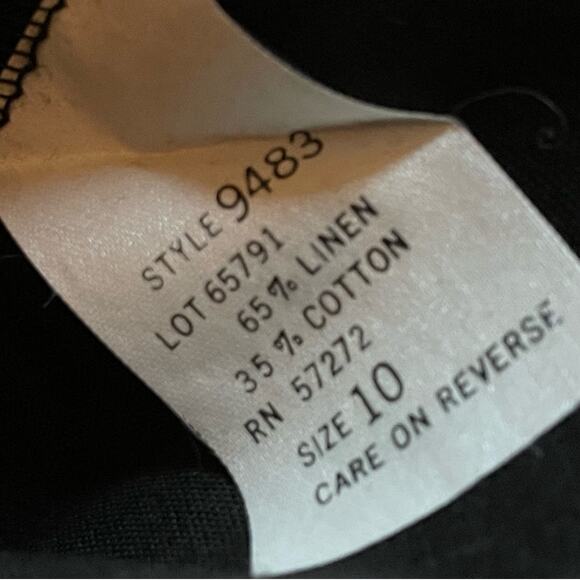 STYLE 9483
LOT 65791
65% LINEN
35% COTTON
RN 57272
SIZE 10
CARE ON REVERSE